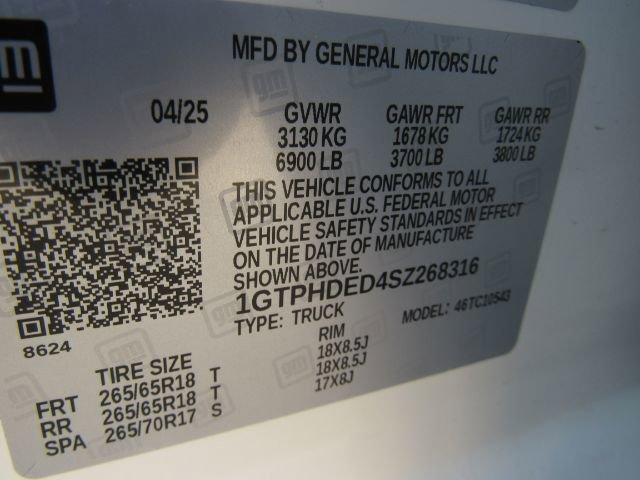 gm
MFD BY GENERAL MOTORS LLC
04/25 GVWR GAWR FRT GAWR RR
3130 KG 1678 KG 1724 KG
6900 LB 3700 LB 3800 LB
THIS VEHICLE CONFORMS TO ALL
APPLICABLE U.S. FEDERAL MOTOR
VEHICLE SAFETY STANDARDS IN EFFECT
ON THE DATE OF MANUFACTURE
SHOWN ABOVE.
1GTPHDED4SZ268316
TYPE: TRUCK MODEL: 46TC10543
8624
TIRE SIZE RIM
FRT 265/65R18 T 18X8.5J
RR 265/65R18 T 18X8.5J
SPA 265/70R17 S 17X8J